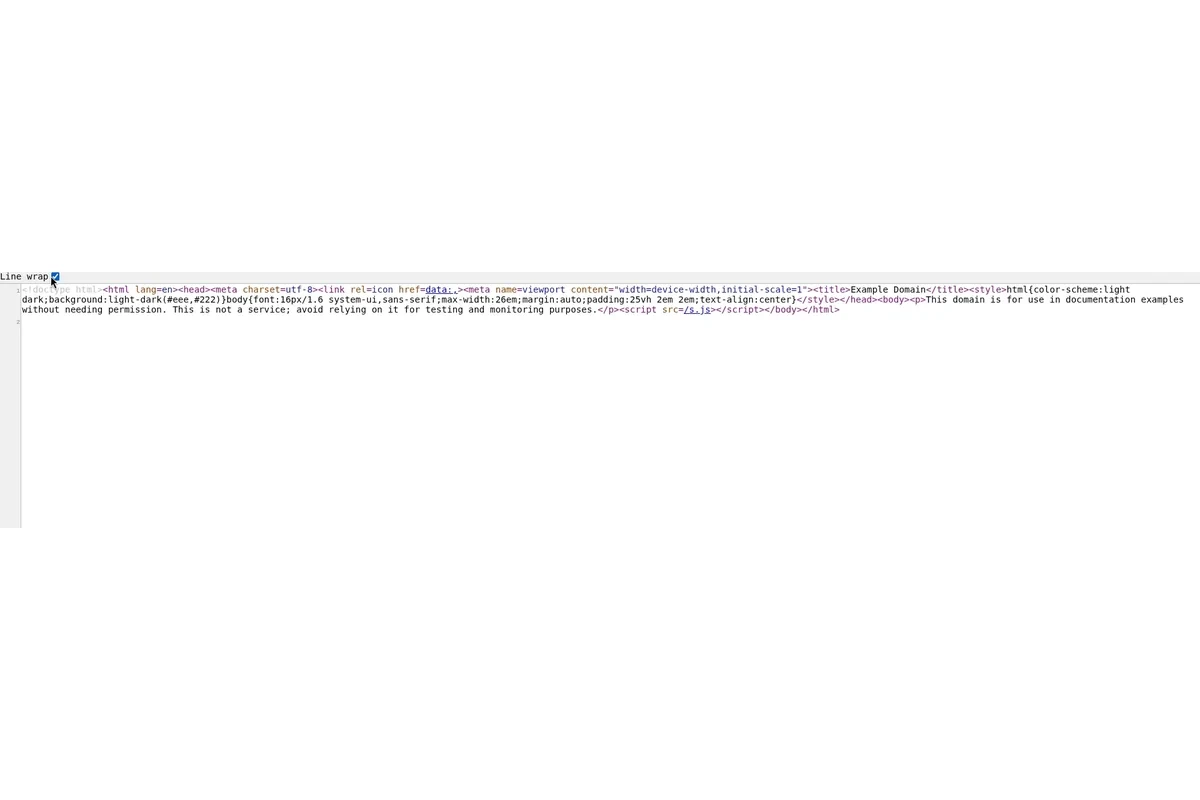 Line wrap
1
<!doctype html><html lang=en><head><meta charset=utf-8><link rel=icon href=data:,><meta name=viewport content="width=device-width,initial-scale=1"><title>Example Domain</title><style>html{color-scheme:light
dark;background:light-dark(#eee,#222)}body{font:16px/1.6 system-ui,sans-serif;max-width:26em;margin:auto;padding:25vh 2em 2em;text-align:center}</style></head><body><p>This domain is for use in documentation examples
without needing permission. This is not a service; avoid relying on it for testing and monitoring purposes.</p><script src=/s.js></script></body></html>
2